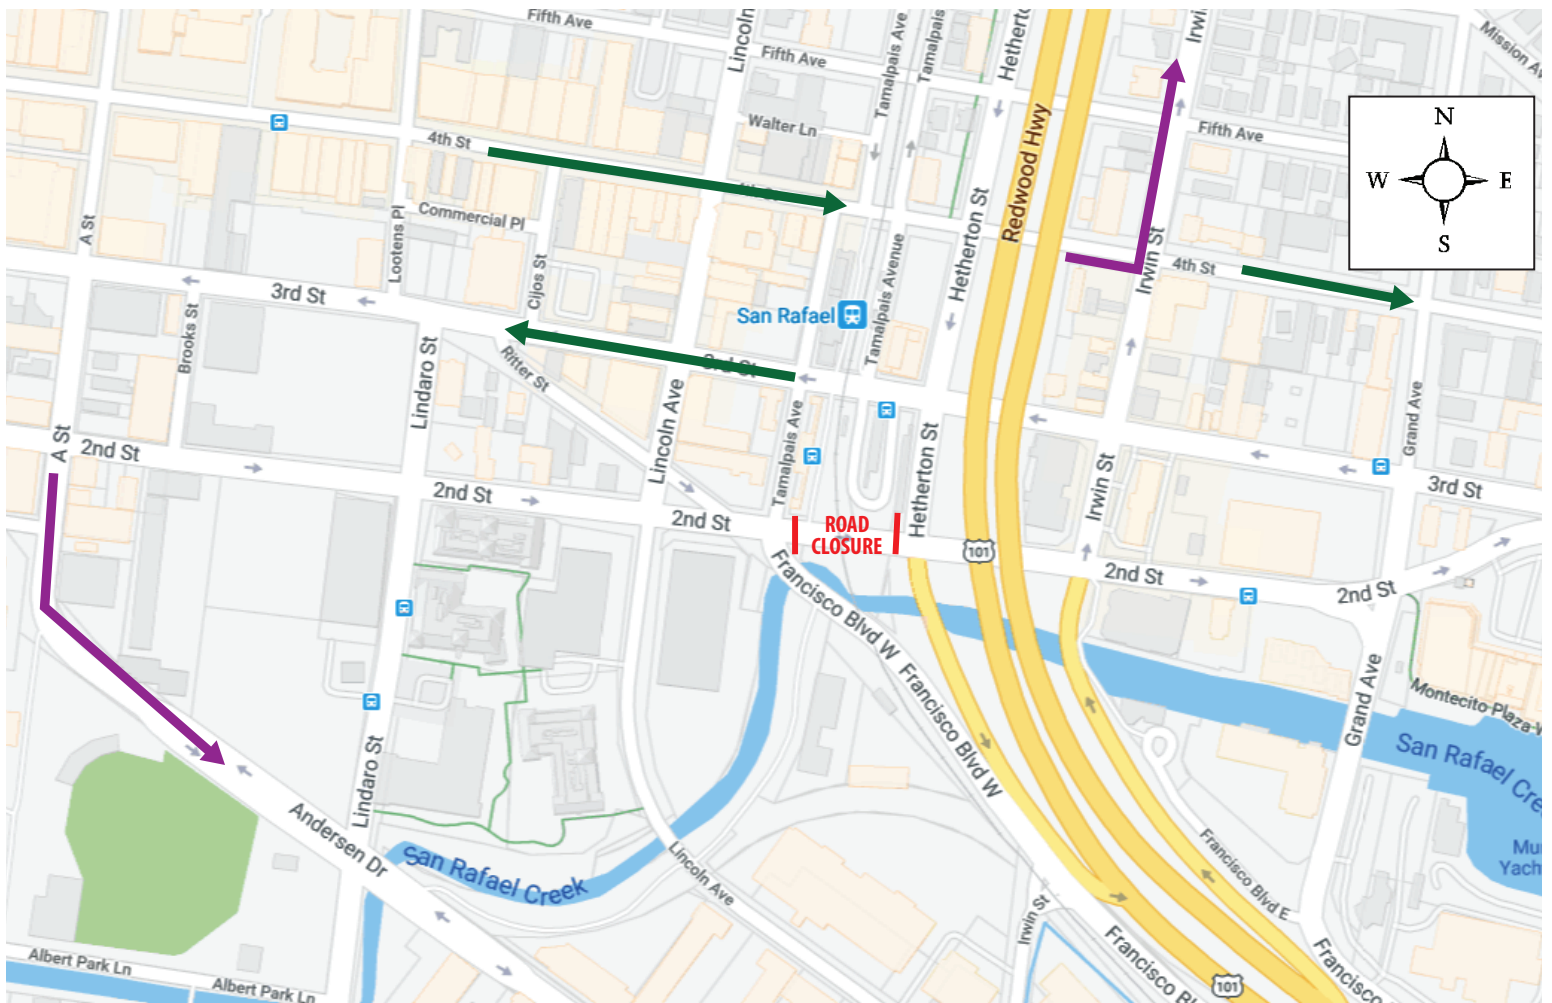 Fifth Ave
Lincoln
Tamalpais Ave
Tamalpais
Fifth Ave
Walter Ln
4th St
Commercial Pl
A St
Lootens Pl
Cijos St
3rd St
Brooks St
Lindaro St
Ritter St
San Rafael
3rd St
Tamalpais Avenue
Hetherton St
Redwood Hwy
Irwin St
4th St
Fifth Ave
Mission
N
W
E
S
A St
2nd St
2nd St
Lincoln Ave
2nd St
Tamalpais Ave
Hetherton St
ROAD
CLOSURE
101
Irwin St
Grand Ave
3rd St
2nd St
2nd St
Francisco Blvd W
Francisco Blvd W
Grand Ave
Montecito Plaza
San Rafael
Lindaro St
Andersen Dr
San Rafael Creek
Lincoln Ave
Irwin St
Francisco Blvd E
Francisco
Francisco
101
Albert Park Ln
Albert Park Ln